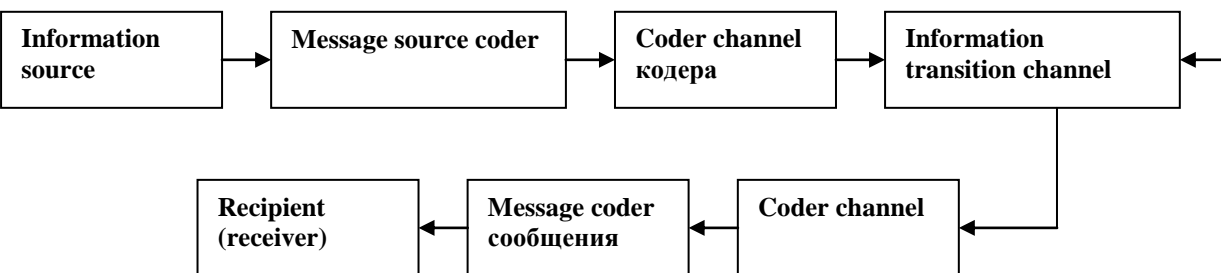 Information
source
Message source coder
Coder channel
кодера
Information
transition channel
Recipient
(receiver)
Message coder
сообщения
Coder channel